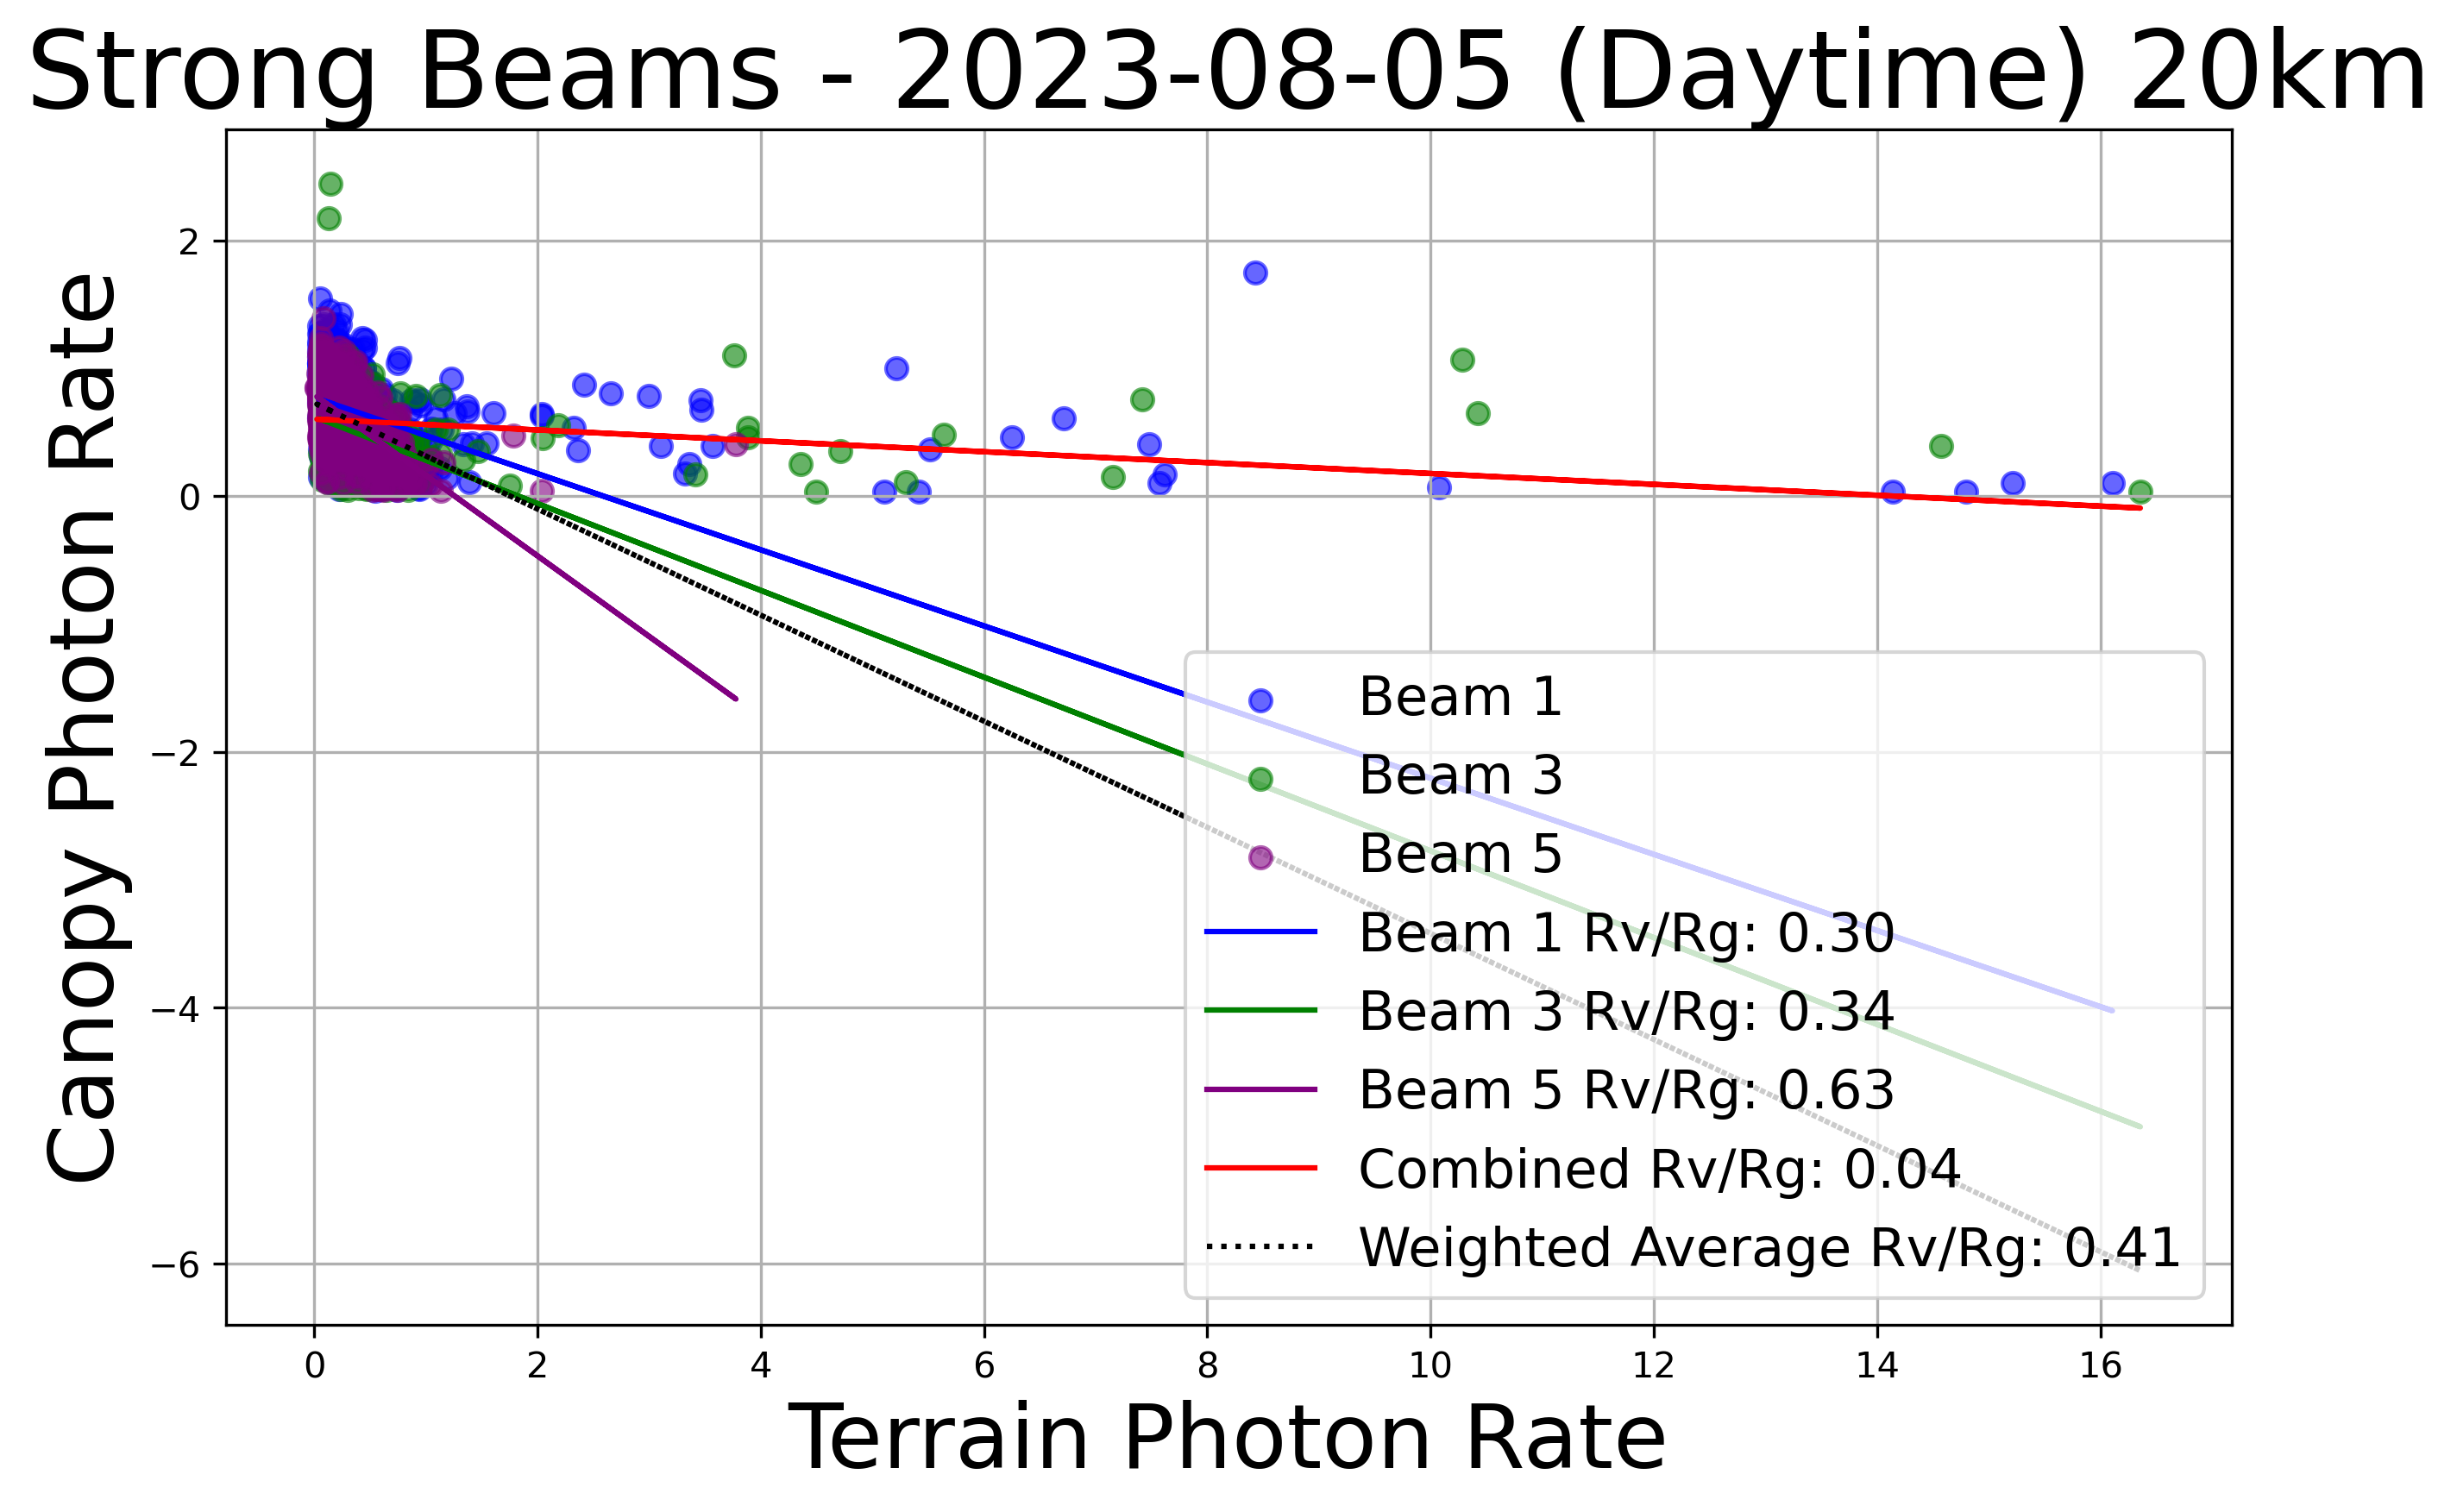 Strong Beams - 2023-08-05 (Daytime) 20km
Canopy Photon Rate
2
0
−2
−4
−6
Beam 1
Beam 3
Beam 5
Beam 1 Rv/Rg: 0.30
Beam 3 Rv/Rg: 0.34
Beam 5 Rv/Rg: 0.63
Combined Rv/Rg: 0.04
Weighted Average Rv/Rg: 0.41
0 2 4 6 8 10 12 14 16
Terrain Photon Rate